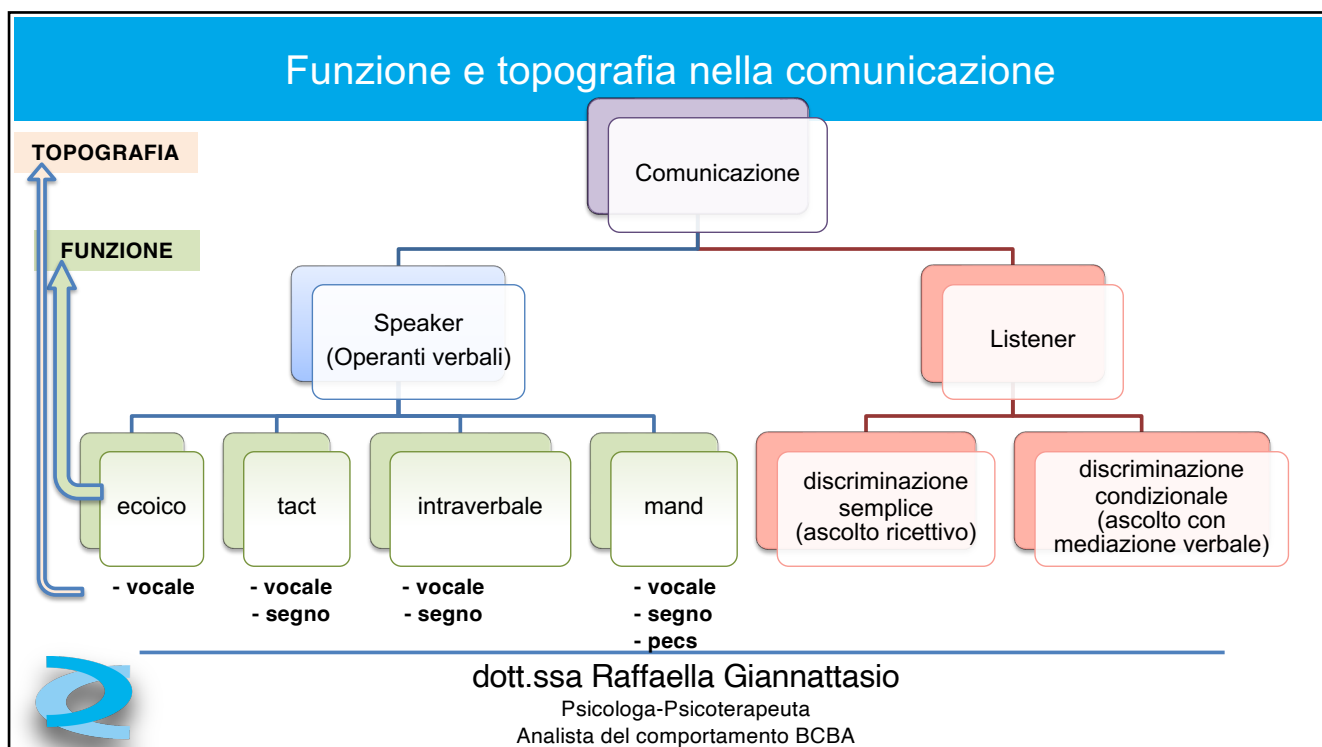 Funzione e topografia nella comunicazione
TOPOGRAFIA
Comunicazione
FUNZIONE
Speaker
(Operanti verbali)
Listener
ecoico
tact
intraverbale
mand
discriminazione
semplice
(ascolto ricettivo)
discriminazione
condizionale
(ascolto con
mediazione verbale)
- vocale
- vocale
- segno
- vocale
- segno
- vocale
- segno
- pecs
dott.ssa Raffaella Giannattasio
Psicologa-Psicoterapeuta
Analista del comportamento BCBA